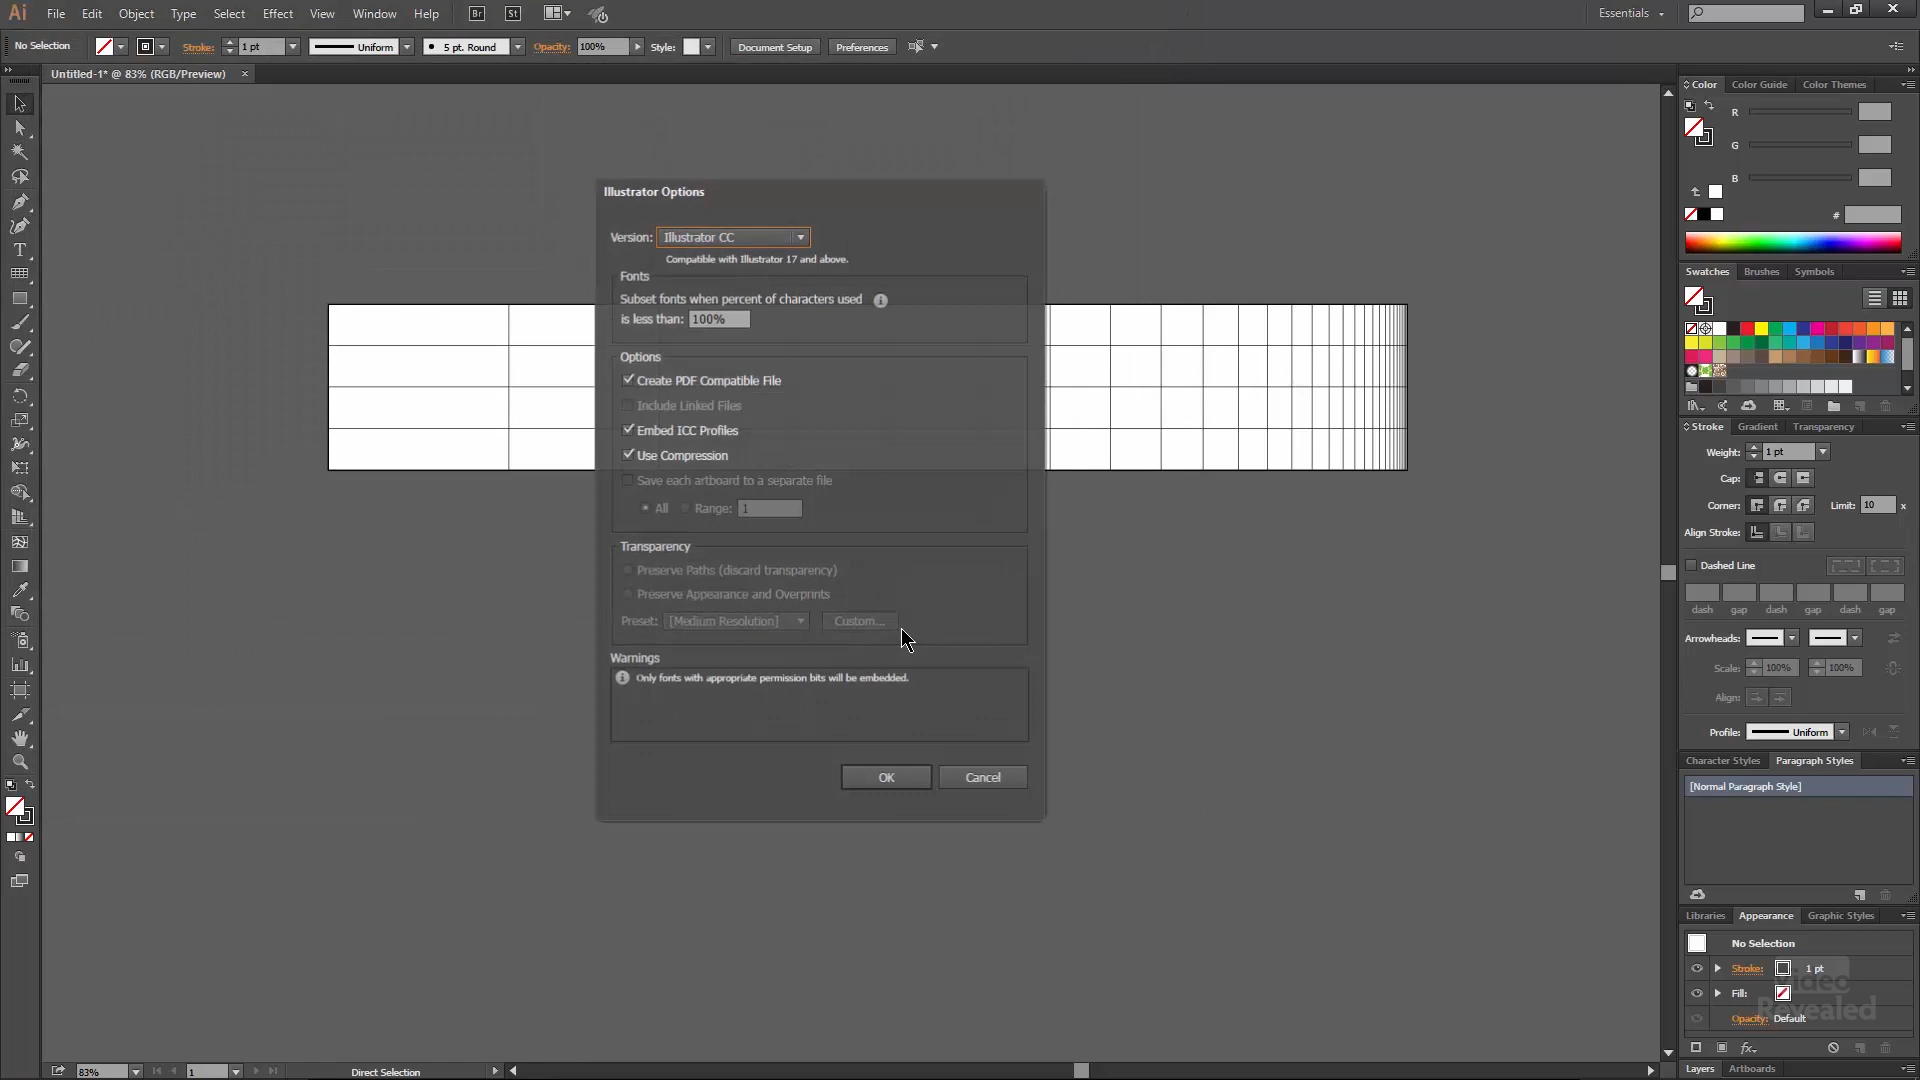 Ai File Edit Object Type Select Effect View Window Help Br St Essentials
No Selection Stroke: 1 pt Uniform 5 pt. Round Opacity: 100% Style: Document Setup Preferences
Untitled-1* @ 83% (RGB/Preview) ×
Color Color Guide Color Themes
R
G
B
#
Swatches Brushes Symbols
Stroke Gradient Transparency
Weight: 1 pt
Cap:
Corner: Limit: 10 x
Align Stroke:
Dashed Line
dash gap dash gap dash gap
Arrowheads:
Scale: 100% 100%
Align:
Profile: Uniform
Character Styles Paragraph Styles
[Normal Paragraph Style]
Libraries Appearance Graphic Styles
No Selection
Stroke: 1 pt
Fill:
Opacity: Default
fx
Layers Artboards
Video
Revealed
Illustrator Options
Version: Illustrator CC
Compatible with Illustrator 17 and above.
Fonts
Subset fonts when percent of characters used
is less than: 100%
Options
Create PDF Compatible File
Include Linked Files
Embed ICC Profiles
Use Compression
Save each artboard to a separate file
All Range: 1
Transparency
Preserve Paths (discard transparency)
Preserve Appearance and Overprints
Preset: [Medium Resolution] Custom...
Warnings
Only fonts with appropriate permission bits will be embedded.
OK Cancel
83% 1 Direct Selection